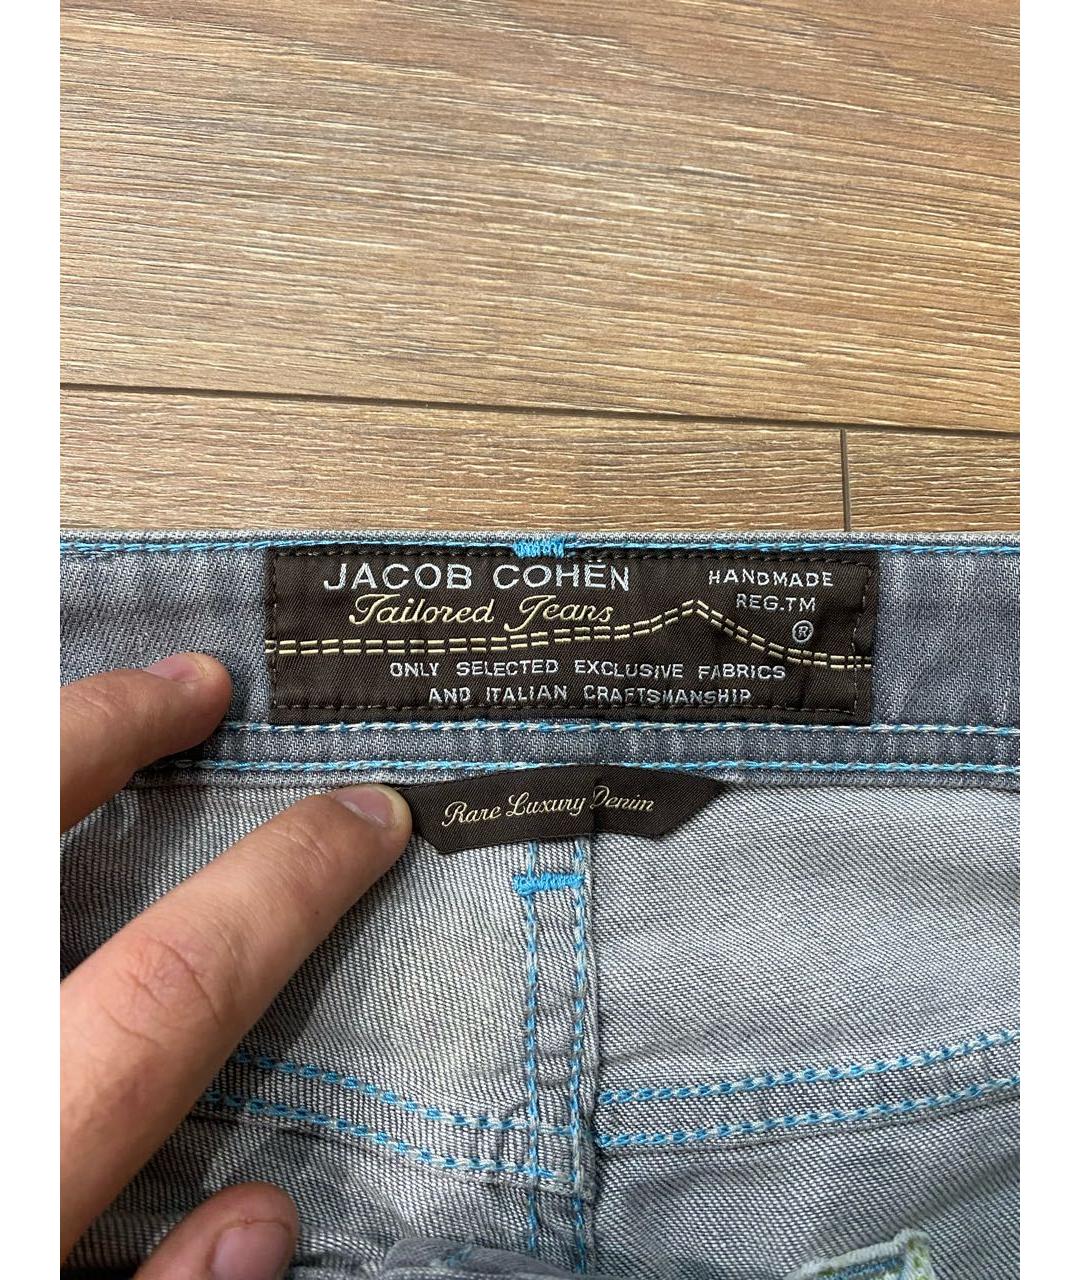 JACOB COHËN
Tailored Jeans
HANDMADE
REG.TM
®
ONLY SELECTED EXCLUSIVE FABRICS
AND ITALIAN CRAFTSMANSHIP
Rare Luxury Denim